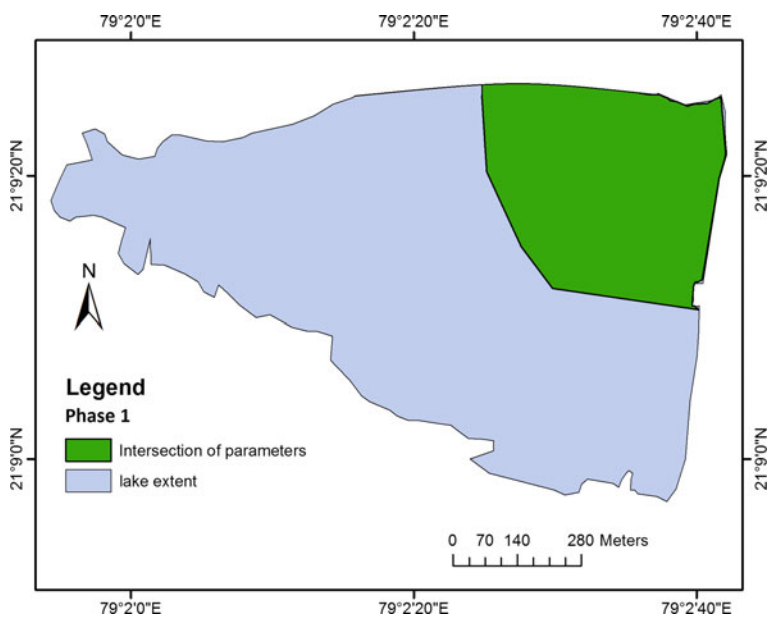 79°2'0"E 79°2'20"E 79°2'40"E
21°9'20"N 21°9'20"N
N
Legend
Phase 1
Intersection of parameters
lake extent
21°9'0"N 21°9'0"N
0 70 140 280 Meters
79°2'0"E 79°2'20"E 79°2'40"E